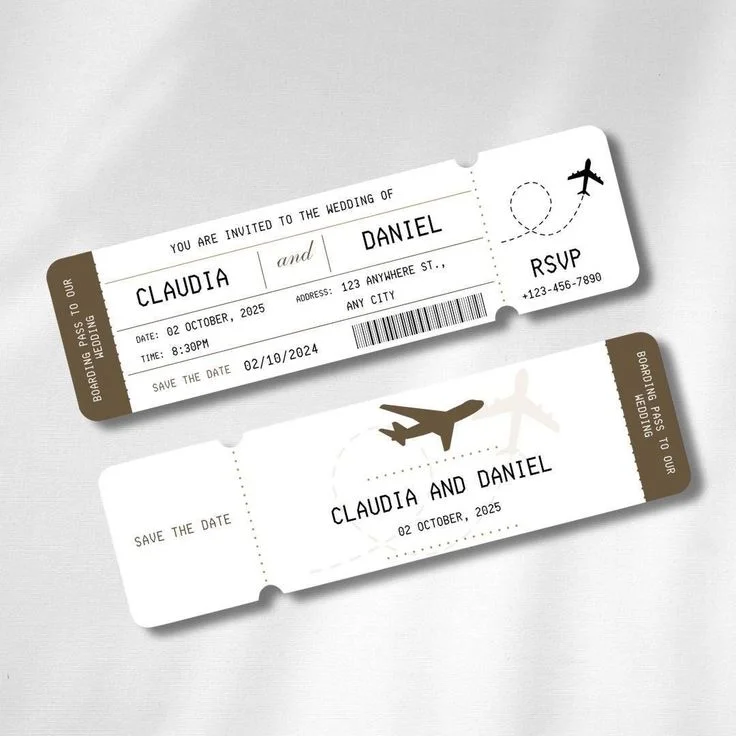 YOU ARE INVITED TO THE WEDDING OF
CLAUDIA and DANIEL
DATE: 02 OCTOBER, 2025
TIME: 8:30PM
ADDRESS: 123 ANYWHERE ST.,
ANY CITY
SAVE THE DATE 02/10/2024
BOARDING PASS TO OUR
WEDDING
RSVP
+123-456-7890
SAVE THE DATE
CLAUDIA AND DANIEL
02 OCTOBER, 2025
BOARDING PASS TO OUR
WEDDING